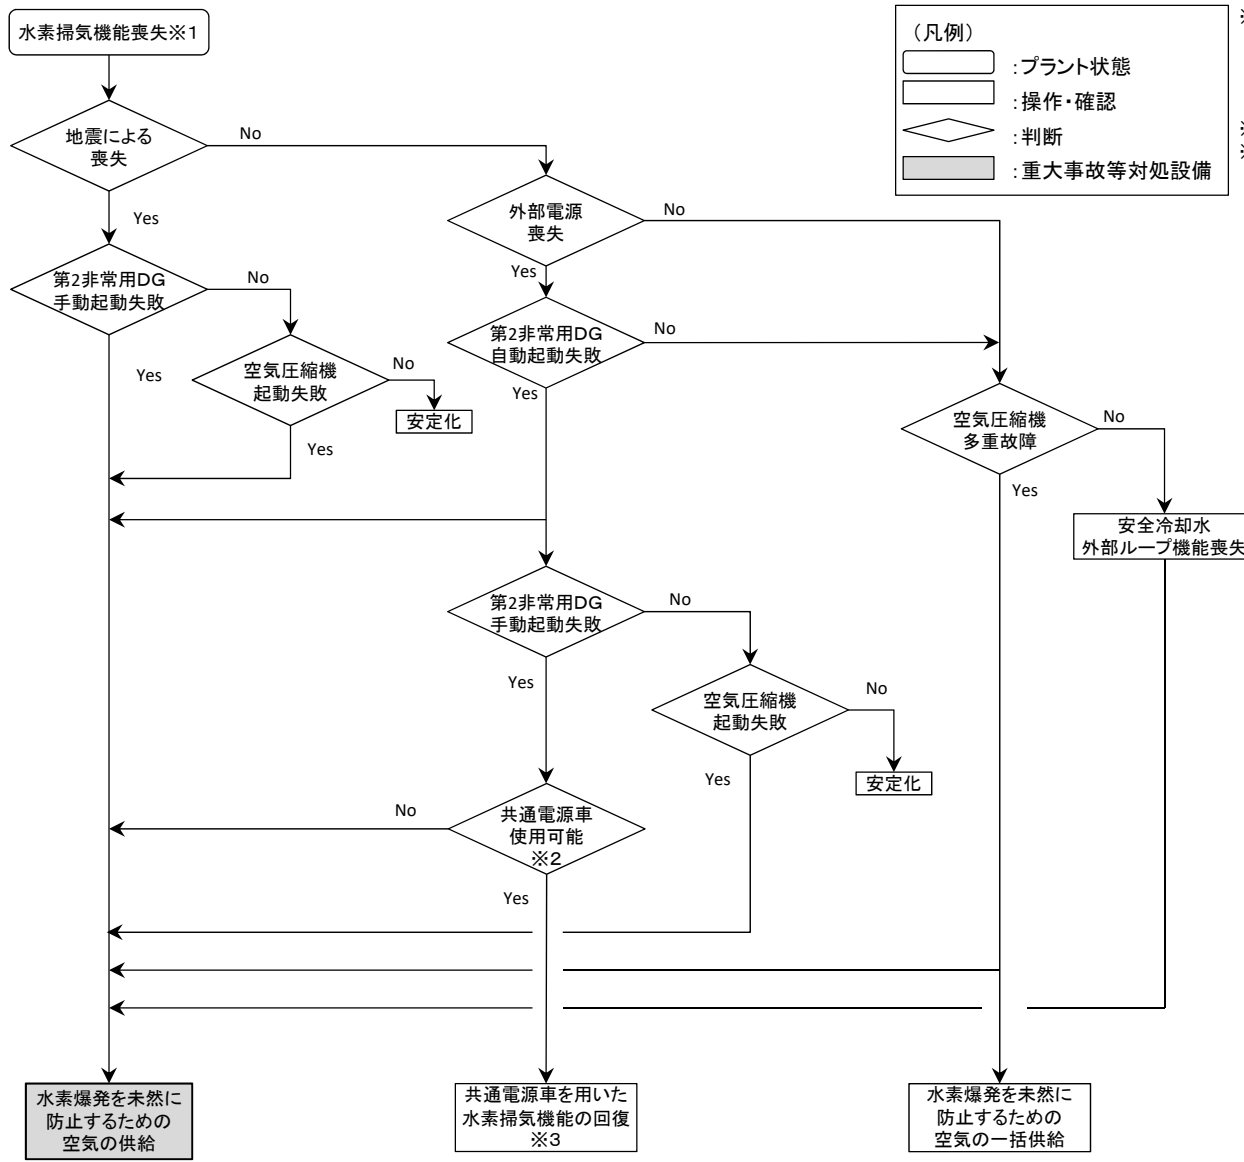 水素掃気機能喪失※1
(凡例)
:プラント状態
:操作・確認
:判断
:重大事故等対処設備
※
※
※
地震による
喪失
No
Yes
外部電源
喪失
No
Yes
第2非常用DG
手動起動失敗
No
Yes
第2非常用DG
自動起動失敗
No
Yes
空気圧縮機
起動失敗
No
Yes
安定化
空気圧縮機
多重故障
No
Yes
安全冷却水
外部ループ機能喪失
第2非常用DG
手動起動失敗
No
Yes
空気圧縮機
起動失敗
No
Yes
安定化
共通電源車
使用可能
※2
No
Yes
水素爆発を未然に
防止するための
空気の供給
共通電源車を用いた
水素掃気機能の回復
※3
水素爆発を未然に
防止するための
空気の一括供給